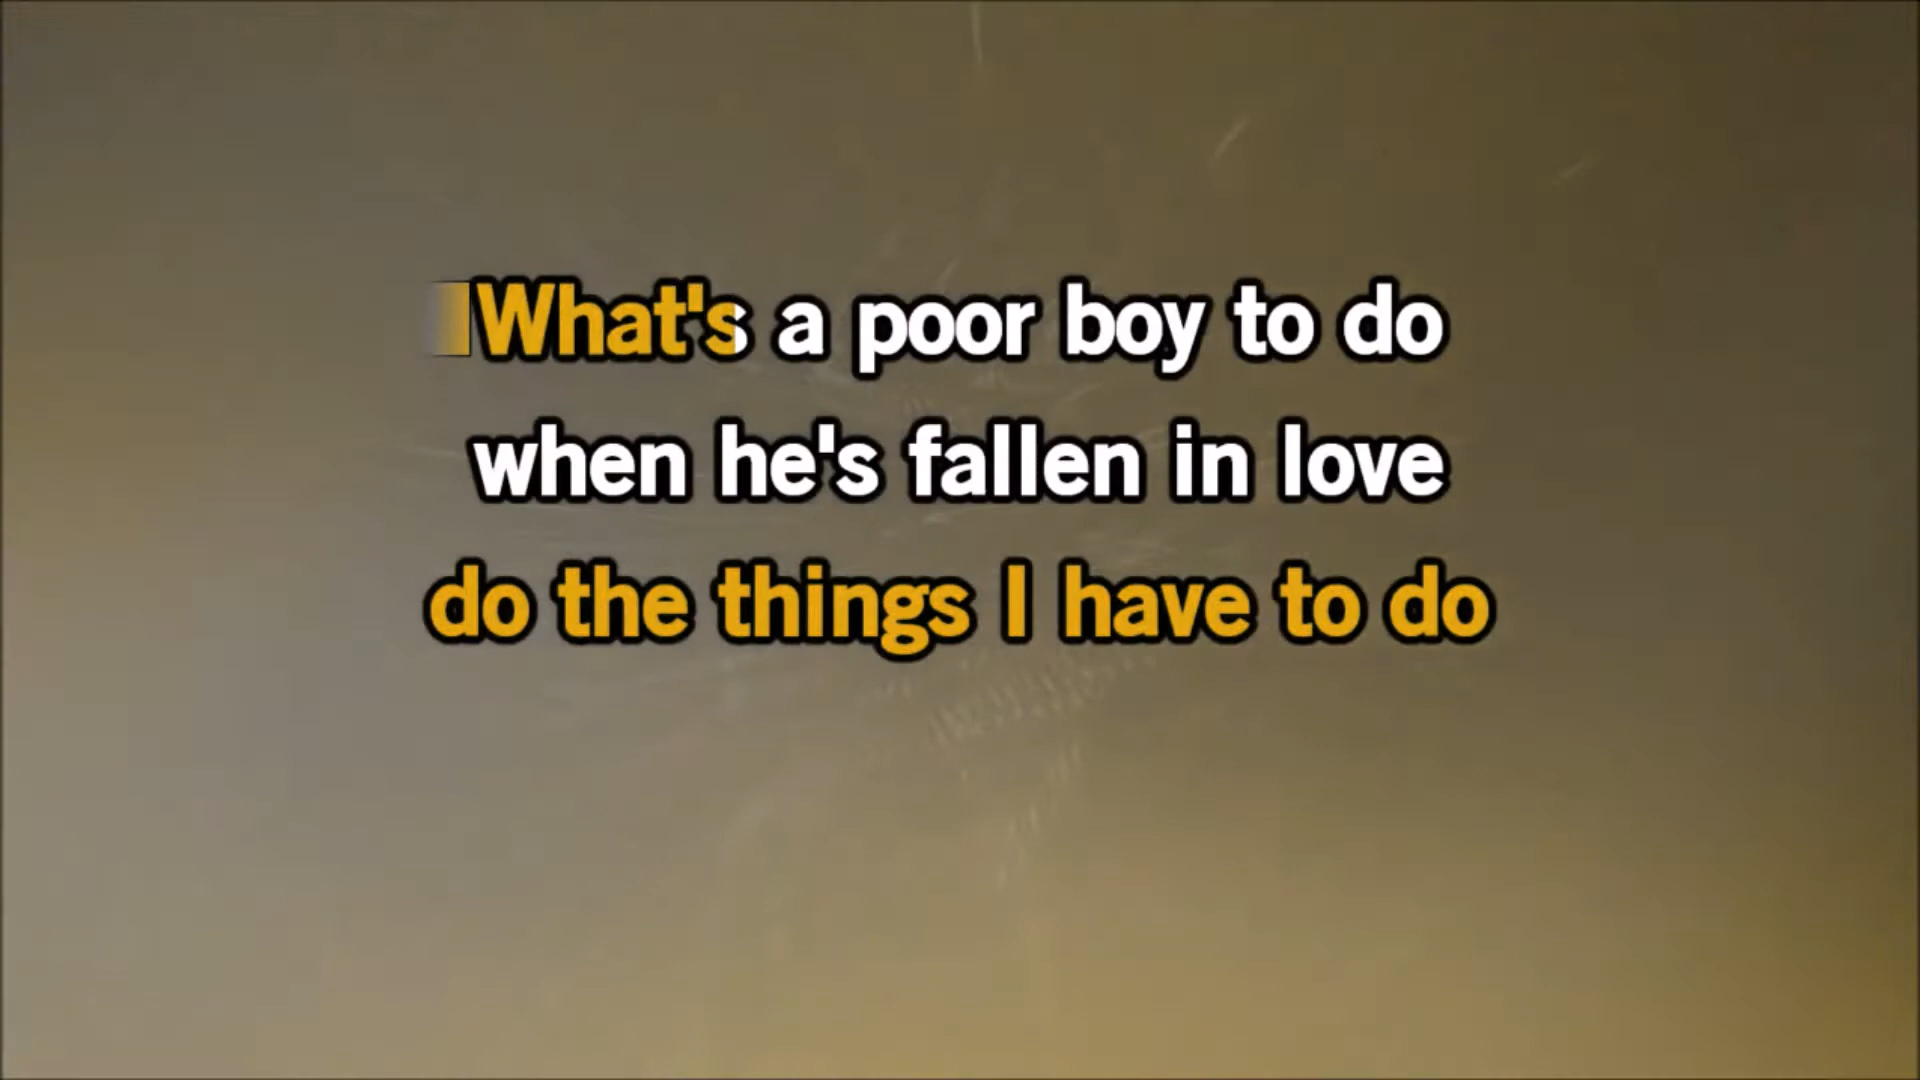 What's a poor boy to do
when he's fallen in love
do the things I have to do